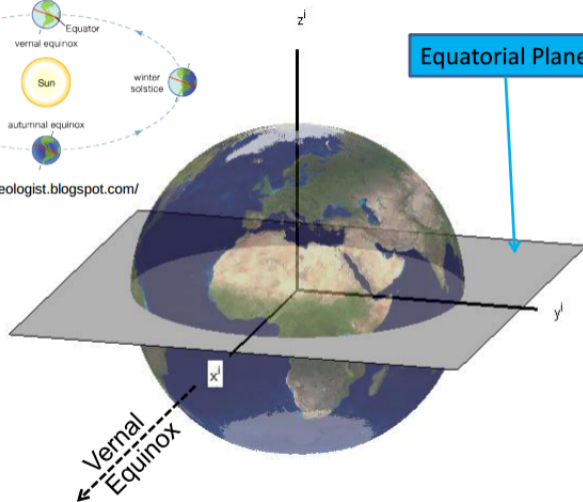 z^i
Equator
vernal equinox
Sun
winter
solstice
autumnal equinox
eologist.blogspot.com/
Equatorial Plane
y^i
x^i
Vernal
Equinox